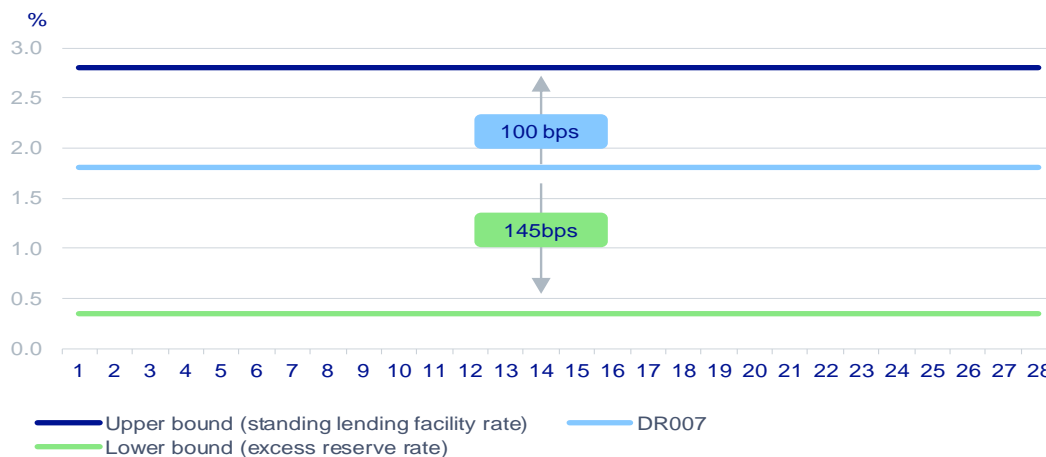 %
3.0
2.5
100 bps
2.0
1.5
145bps
1.0
0.5
0.0
1 2 3 4 5 6 7 8 9 10 11 12 13 14 15 16 17 18 19 20 21 22 23 24 25 26 27 28
Upper bound (standing lending facility rate) DR007
Lower bound (excess reserve rate)